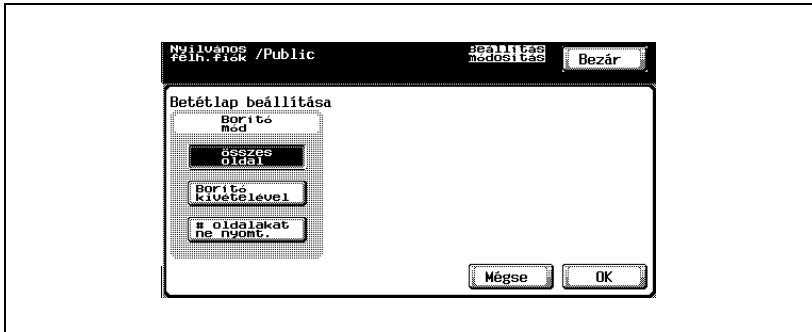 Nyilvános
félh.fiók /Public
Beállítás
módosítás
Bezár
Betétlap beállítása
Borító
mód
összes
oldal
Borító
kivételével
# oldalakat
ne nyomt.
Mégse
OK